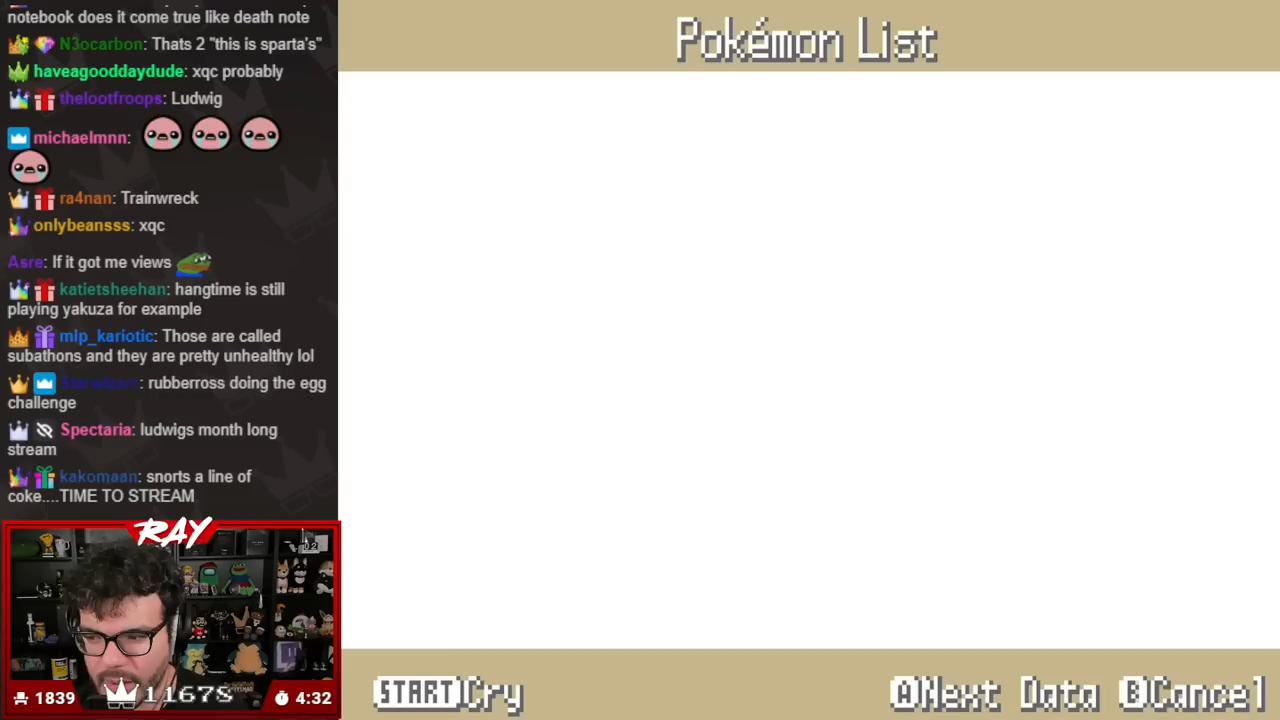 notebook does it come true like death note
N3ocarbon: Thats 2 "this is sparta's"
haveagooddaydude: xqc probably
thelootfroops: Ludwig
michaelmnn:
ra4nan: Trainwreck
onlybeansss: xqc
Asre: If it got me views
katietsheehan: hangtime is still
playing yakuza for example
mlp_kariotic: Those are called
subathons and they are pretty unhealthy lol
: rubberross doing the egg
challenge
Spectaria: ludwigs month long
stream
kakomaan: snorts a line of
coke....TIME TO STREAM
RAY
1839
11678
4:32
Pokémon List
START Cry
A Next Data B Cancel